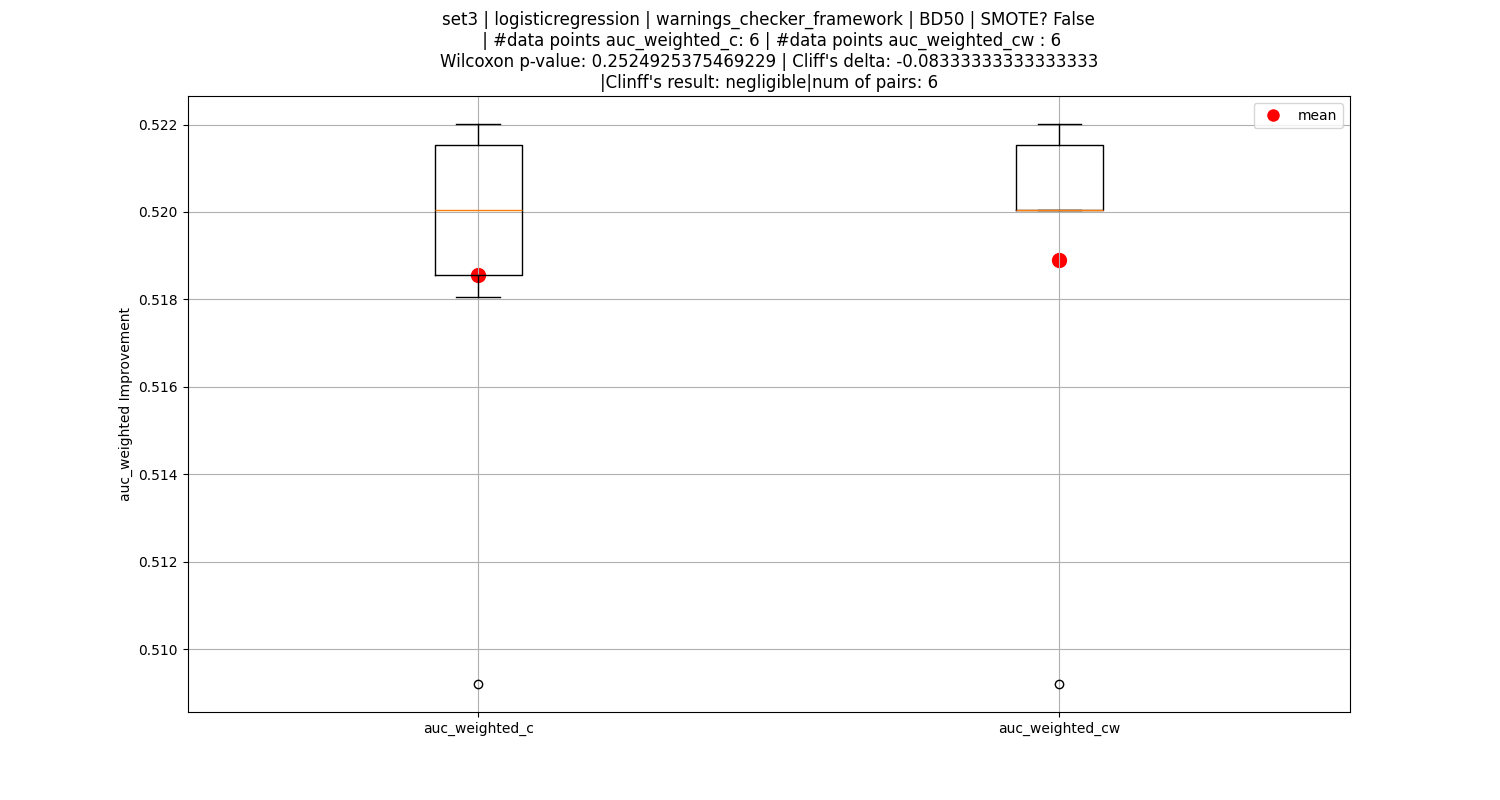 set3 | logisticregression | warnings_checker_framework | BD50 | SMOTE? False
| #data points auc_weighted_c: 6 | #data points auc_weighted_cw : 6
Wilcoxon p-value: 0.2524925375469229 | Cliff's delta: -0.08333333333333333
|Clinff's result: negligible|num of pairs: 6
mean
auc_weighted Improvement
0.522
0.520
0.518
0.516
0.514
0.512
0.510
auc_weighted_c
auc_weighted_cw